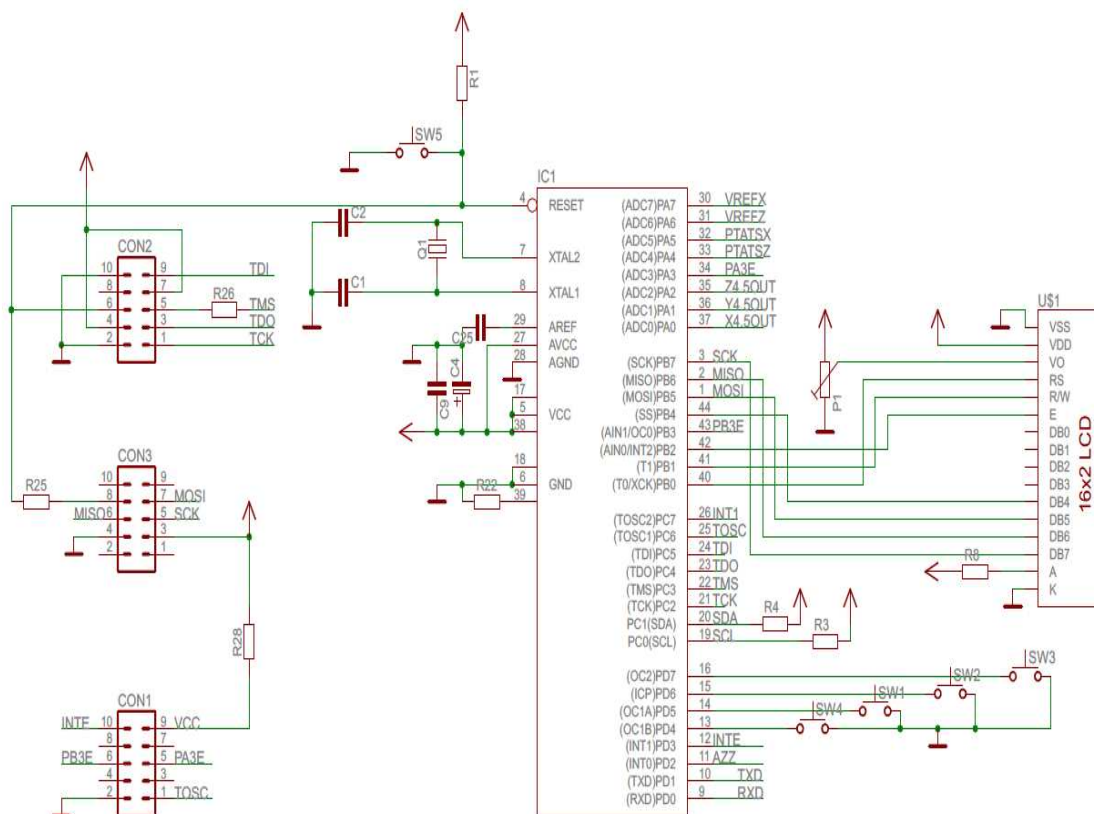 R1
SW5
IC1
4 RESET
7 XTAL2
8 XTAL1
29 AREF
27 AVCC
28 AGND
17
5 VCC
38
18
6 GND
39
(ADC7)PA7 30 VREFX
(ADC6)PA6 31 VREFZ
(ADC5)PA5 32 PTATSX
(ADC4)PA4 33 PTATSZ
(ADC3)PA3 34 PA3E
(ADC2)PA2 35 Z4.5OUT
(ADC1)PA1 36 Y4.5OUT
(ADC0)PA0 37 X4.5OUT
(SCK)PB7 3 SCK
(MISO)PB6 2 MISO
(MOSI)PB5 1 MOSI
(SS)PB4 44
(AIN1/OC0)PB3 43 PB3E
(AIN0/INT2)PB2 42
(T1)PB1 41
(T0/XCK)PB0 40
(TOSC2)PC7 26 INT1
(TOSC1)PC6 25 TOSC
(TDI)PC5 24 TDI
(TDO)PC4 23 TDO
(TMS)PC3 22 TMS
(TCK)PC2 21 TCK
PC1(SDA) 20 SDA
PC0(SCL) 19 SCL
(OC2)PD7 16
(ICP)PD6 15
(OC1A)PD5 14
(OC1B)PD4 13
(INT1)PD3 12 INTE
(INT0)PD2 11 AZZ
(TXD)PD1 10 TXD
(RXD)PD0 9 RXD
C2
C1
Q1
C25
C4
C9
+
R22
CON2
10 9 TDI
8 7
6 5 R26 TMS
4 3 TDO
2 1 TCK
CON3
10 9
R25 8 7 MOSI
MISO 6 5 SCK
4 3
2 1
R28
CON1
INTE 10 9 VCC
8 7
PB3E 6 5 PA3E
4 3
2 1 TOSC
P1
U$1
VSS
VDD
VO
RS
R/W
E
DB0
DB1
DB2
DB3
DB4
DB5
DB6
DB7
A
K
16x2 LCD
R8
R4
R3
SW3
SW2
SW1
SW4